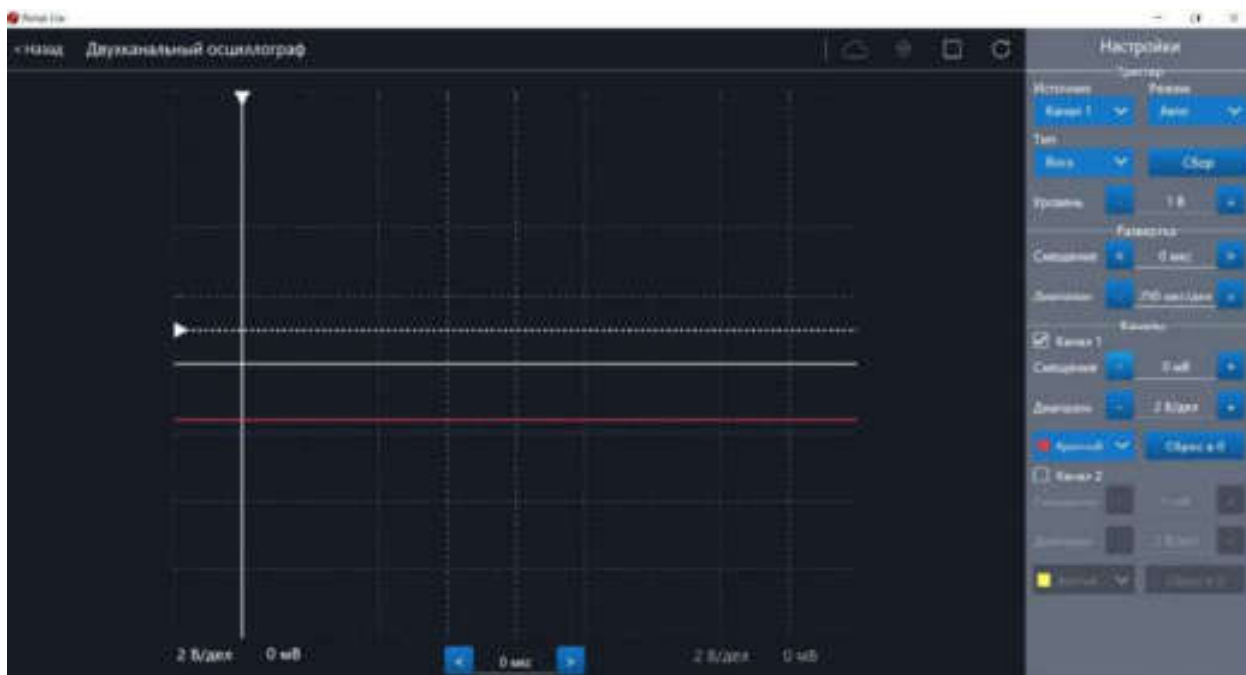 < Назад Двухканальный осциллограф
Настройки
Триггер
Источник Режим
Канал 1 Авто
Тип
Сбор
Уровень - 1 В +
Развертка
Смещение < 0 мкс >
Диапазон -
Каналы
Канал 1
Смещение - 0 мВ +
Диапазон - 2 В/дел +
Красный Сброс в 0
Канал 2
Смещение
Диапазон
2 В/дел 0 мВ < 0 мкс > 2 В/дел 0 мВ